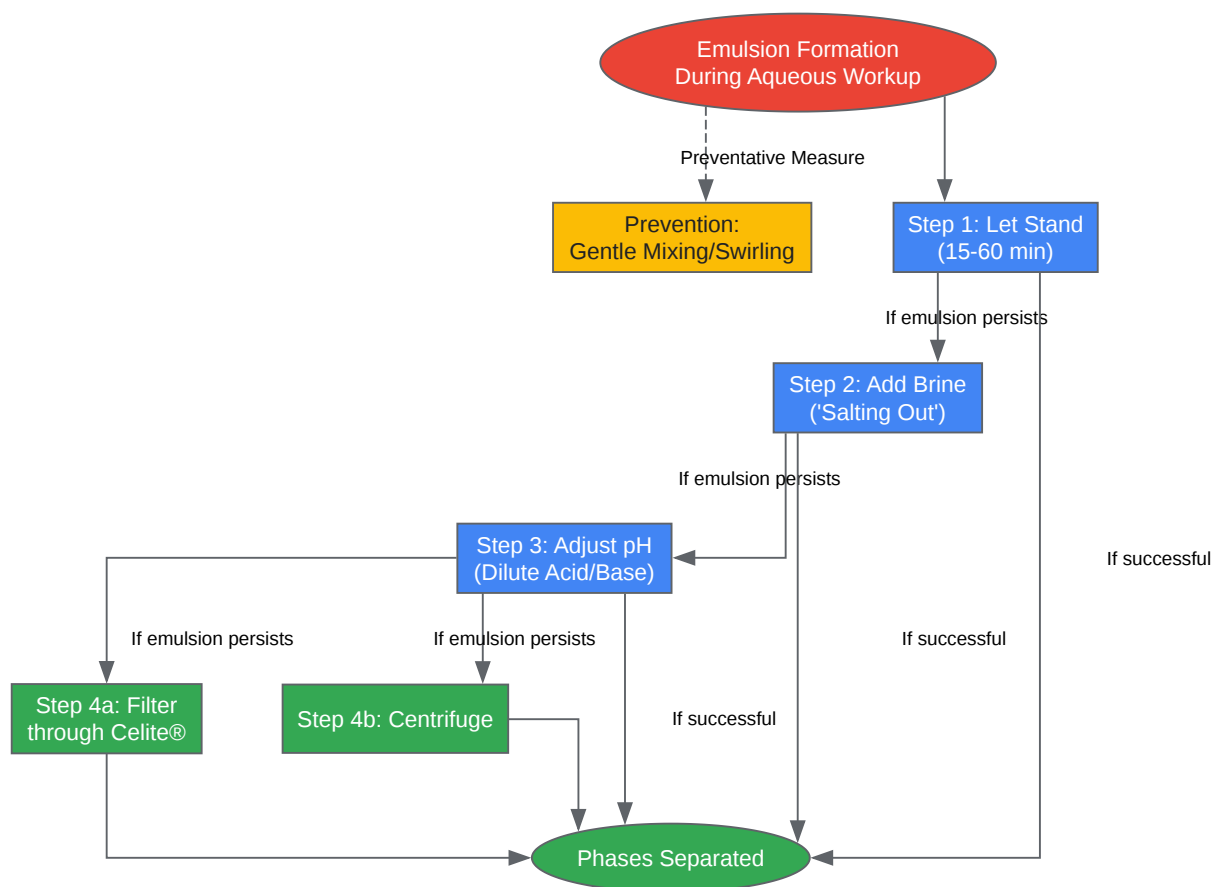 Emulsion Formation
During Aqueous Workup
Preventative Measure
Prevention:
Gentle Mixing/Swirling
Step 1: Let Stand
(15-60 min)
If emulsion persists
Step 2: Add Brine
('Salting Out')
If emulsion persists
Step 3: Adjust pH
(Dilute Acid/Base)
If successful
If emulsion persists
If emulsion persists
If successful
Step 4a: Filter
through Celite®
Step 4b: Centrifuge
If successful
Phases Separated